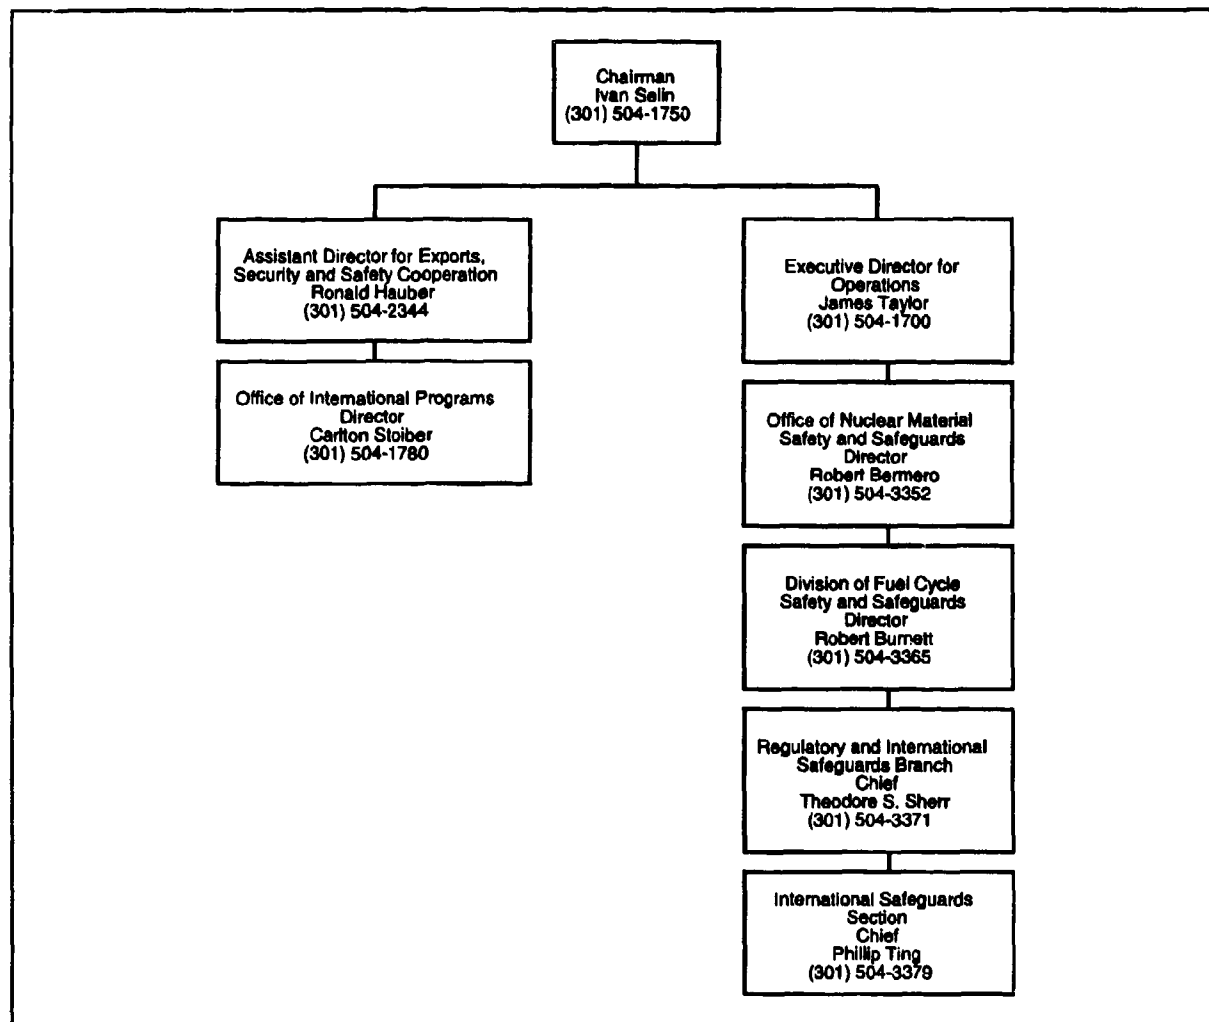 Chairman
Ivan Selin
(301) 504-1750
Assistant Director for Exports,
Security and Safety Cooperation
Ronald Hauber
(301) 504-2344
Office of International Programs
Director
Carlton Stoiber
(301) 504-1780
Executive Director for
Operations
James Taylor
(301) 504-1700
Office of Nuclear Material
Safety and Safeguards
Director
Robert Bermero
(301) 504-3352
Division of Fuel Cycle
Safety and Safeguards
Director
Robert Burnett
(301) 504-3365
Regulatory and International
Safeguards Branch
Chief
Theodore S. Sherr
(301) 504-3371
International Safeguards
Section
Chief
Phillip Ting
(301) 504-3379